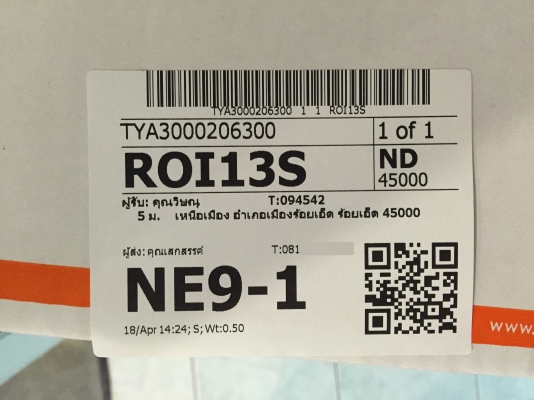 TYA3000206300 1 1 ROI13S
TYA3000206300 1 of 1
ROI13S ND
45000
ผู้รับ: คุณวิษณุ T:094542
5 ม. เหนือเมือง อำเภอเมืองร้อยเอ็ด ร้อยเอ็ด 45000
ผู้ส่ง: คุณเสกสรรค์ T:081
NE9-1
18/Apr 14:24; S; Wt:0.50
www.